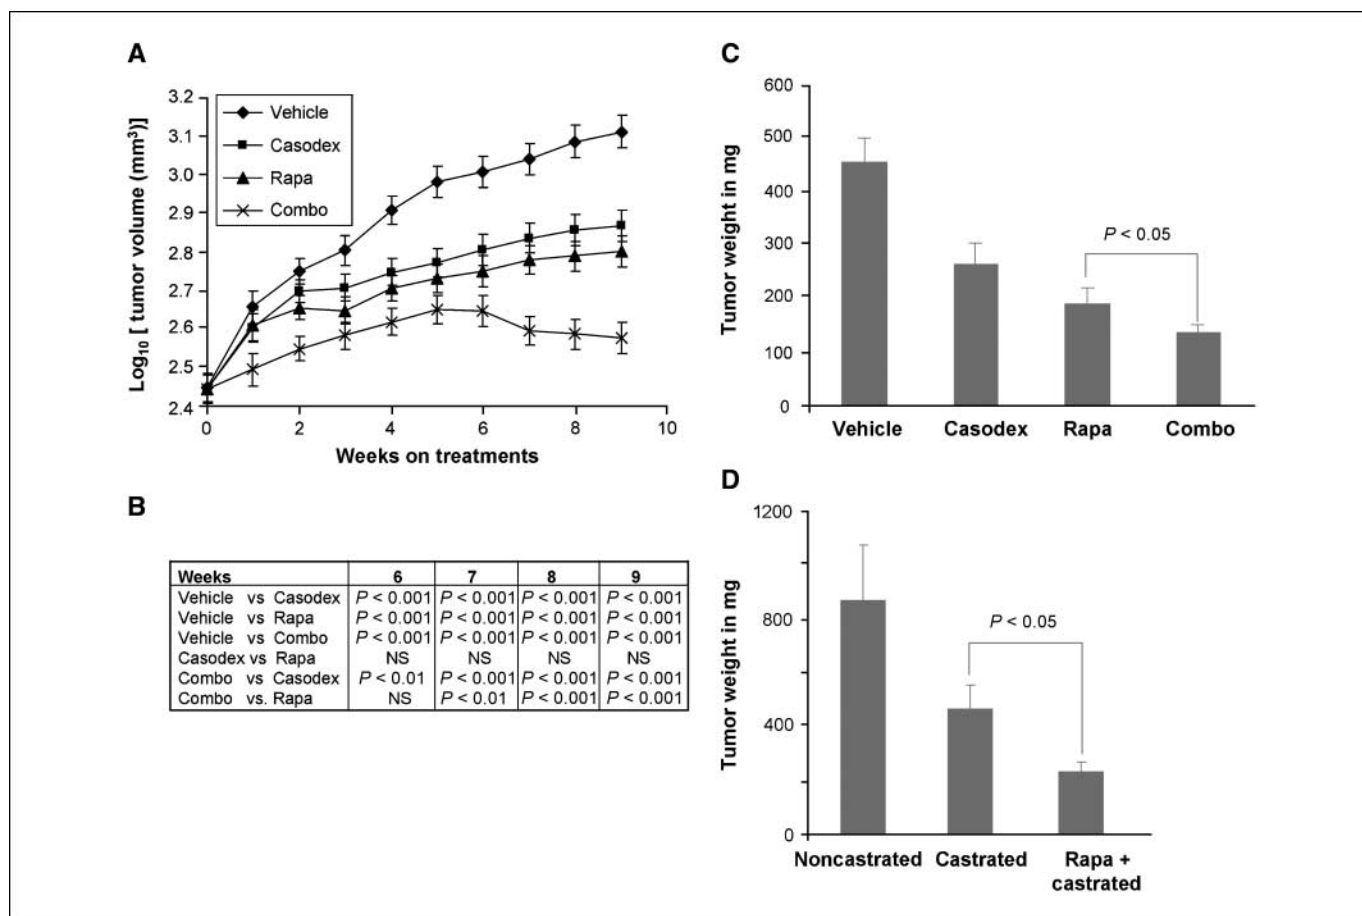 A
Log10 [ tumor volume (mm3)]
3.2
3.1
3.0
2.9
2.8
2.7
2.6
2.5
2.4
Vehicle
Casodex
Rapa
Combo
0 2 4 6 8 10
Weeks on treatments
B
Weeks 6 7 8 9
Vehicle vs Casodex P < 0.001 P < 0.001 P < 0.001 P < 0.001
Vehicle vs Rapa P < 0.001 P < 0.001 P < 0.001 P < 0.001
Vehicle vs Combo P < 0.001 P < 0.001 P < 0.001 P < 0.001
Casodex vs Rapa NS NS NS NS
Combo vs Casodex P < 0.01 P < 0.001 P < 0.001 P < 0.001
Combo vs. Rapa NS P < 0.01 P < 0.001 P < 0.001
C
Tumor weight in mg
600
500
400
300
200
100
0
P < 0.05
Vehicle Casodex Rapa Combo
D
Tumor weight in mg
1200
800
400
0
P < 0.05
Noncastrated Castrated Rapa +
castrated